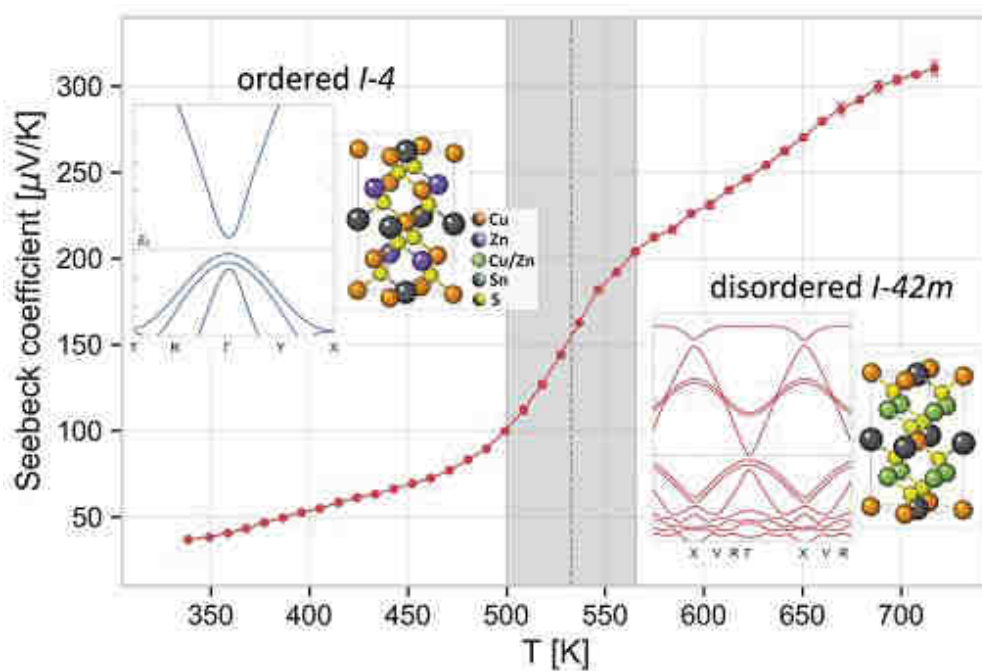 ordered I-4
Cu
Zn
Cu/Zn
Sn
S
Γ Y X
disordered I-42m
X V R Γ X V R
Seebeck coefficient [μV/K]
300
250
200
150
100
50
350 400 450 500 550 600 650 700
T [K]